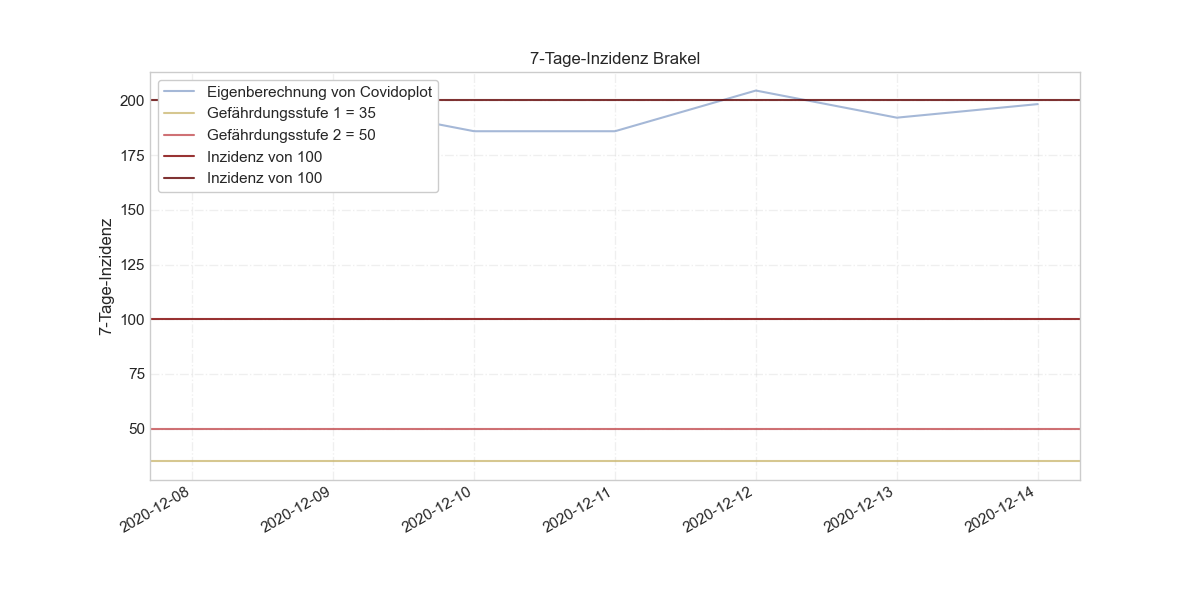 7-Tage-Inzidenz Brakel
Eigenberechnung von Covidoplot
Gefährdungsstufe 1 = 35
Gefährdungsstufe 2 = 50
Inzidenz von 100
Inzidenz von 100
7-Tage-Inzidenz
200
175
150
125
100
75
50
2020-12-08
2020-12-09
2020-12-10
2020-12-11
2020-12-12
2020-12-13
2020-12-14